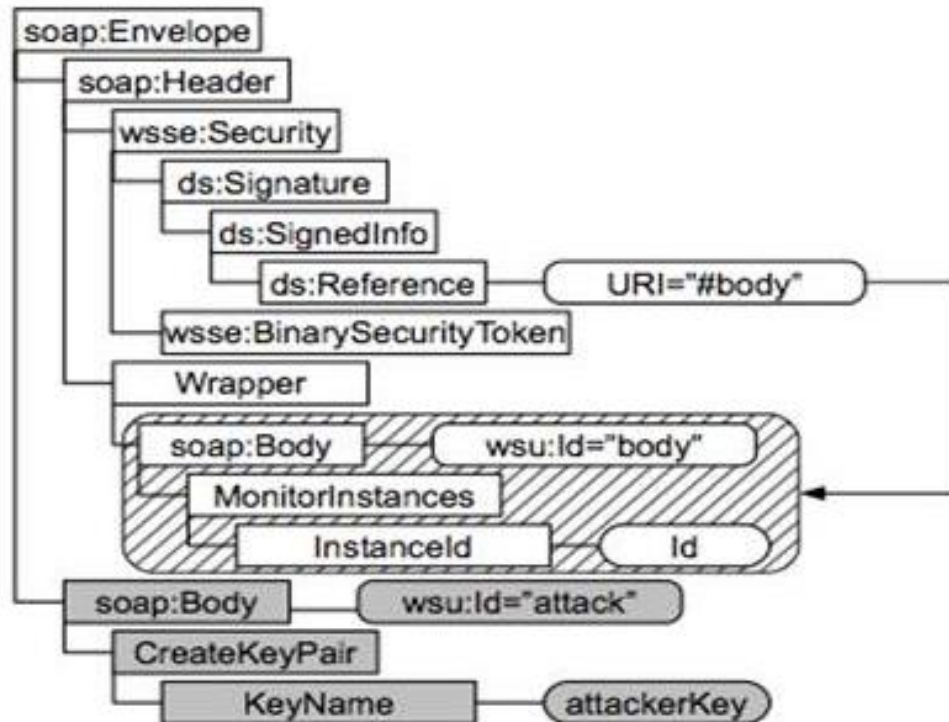 soap:Envelope
soap:Header
wsse:Security
ds:Signature
ds:SignedInfo
ds:Reference URI="#body"
wsse:BinarySecurityToken
Wrapper
soap:Body wsu:Id="body"
MonitorInstances
InstanceId Id
soap:Body wsu:Id="attack"
CreateKeyPair
KeyName attackerKey